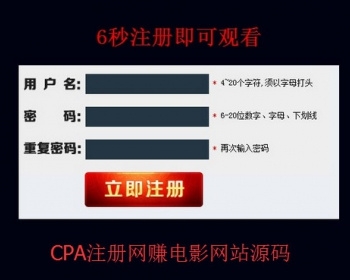 6秒注册即可观看
用户名: * 4~20个字符,须以字母打头
密码: * 6-20位数字、字母、下划线
重复密码: * 再次输入密码
立即注册
CPA注册网赚电影网站源码